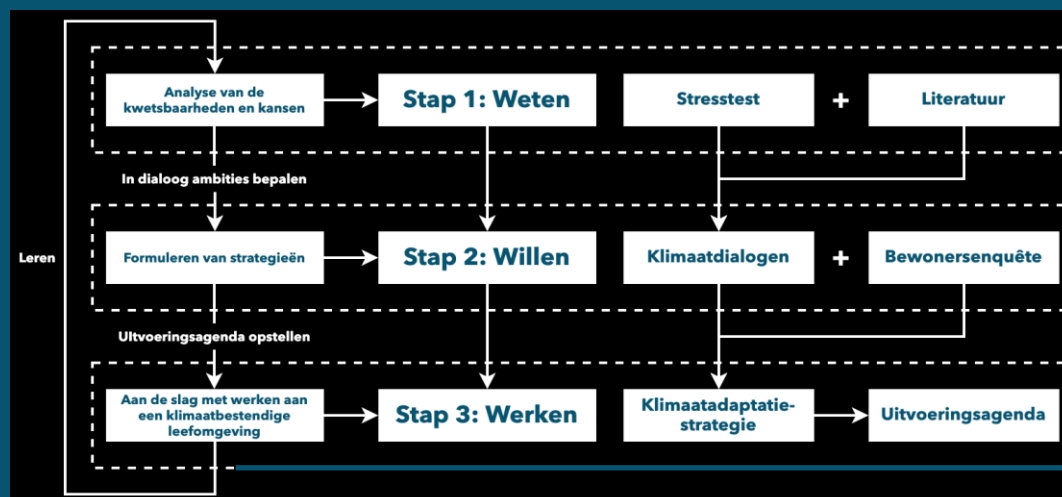 Analyse van de
kwetsbaarheden en kansen
Stap 1: Weten
Stresstest
+
Literatuur
In dialoog ambities bepalen
Leren
Formuleren van strategieën
Stap 2: Willen
Klimaatdialogen
+
Bewonersenquête
UItvoeringsagenda opstellen
Aan de slag met werken aan
een klimaatbestendige
leefomgeving
Stap 3: Werken
Klimaatadaptatie-
strategie
Uitvoeringsagenda